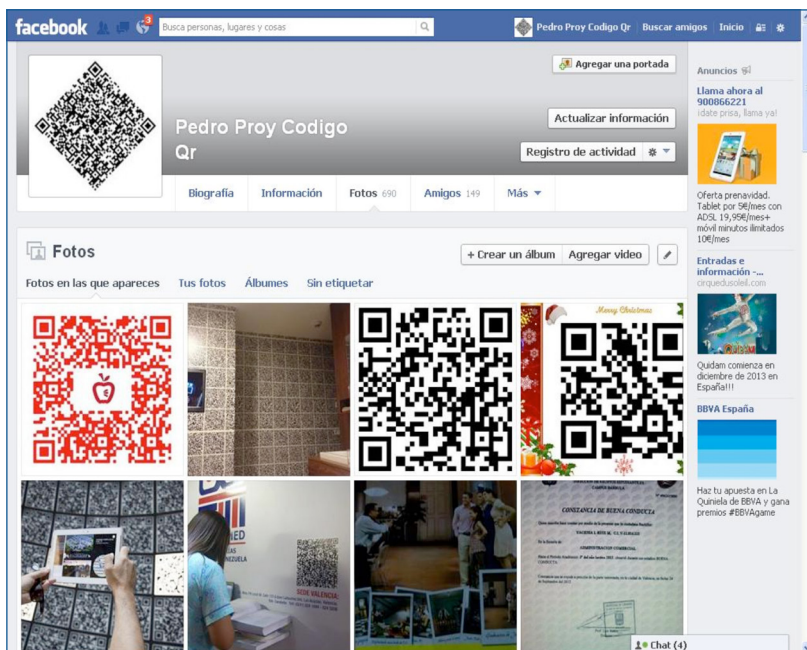 facebook
3
Busca personas, lugares y cosas
Pedro Proy Codigo Qr
Buscar amigos
Inicio
Agregar una portada
Pedro Proy Codigo
Qr
Actualizar información
Registro de actividad
Biografía
Información
Fotos 690
Amigos 149
Más
Fotos
+ Crear un álbum
Agregar video
Fotos en las que apareces
Tus fotos
Álbumes
Sin etiquetar
Merry Christmas
SEDE VALENCIA:
CONSTANCIA DE BUENA CONDUCTA
ADMINISTRACION COMERCIAL
Anuncios
Llama ahora al
900866221
¡date prisa, llama ya!
Oferta prenavidad.
Tablet por 5€/mes con
ADSL 19,95€/mes+
móvil minutos ilimitados
10€/mes
Entradas e
información -...
cirquedusoleil.com
Quidam comienza en
diciembre de 2013 en
España!!!
BBVA España
Haz tu apuesta en La
Quiniela de BBVA y gana
premios #BBVAgame
Chat (4)